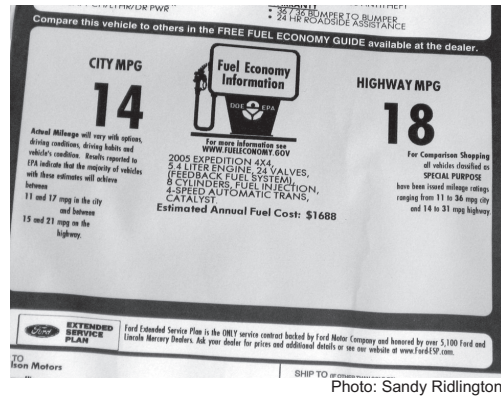 36/36 BUMPER TO BUMPER
24 HR ROADSIDE ASSISTANCE
Compare this vehicle to others in the FREE FUEL ECONOMY GUIDE available at the dealer.
CITY MPG
14
Actual Mileage will vary with options,
driving conditions, driving habits and
vehicle's condition. Results reported to
EPA indicate that the majority of vehicles
with these estimates will achieve
between
11 and 17 mpg in the city
and between
15 and 21 mpg on the
highway.
Fuel Economy
Information
DOE EPA
For more information see
WWW.FUELECONOMY.GOV
2005 EXPEDITION 4X4,
5.4 LITER ENGINE, 24 VALVES,
(FEEDBACK FUEL SYSTEM),
8 CYLINDERS, FUEL INJECTION,
4-SPEED AUTOMATIC TRANS,
CATALYST.
Estimated Annual Fuel Cost: $1688
HIGHWAY MPG
18
For Comparison Shopping
all vehicles classified as
SPECIAL PURPOSE
have been issued mileage ratings
ranging from 11 to 36 mpg city
and 14 to 31 mpg highway
Ford
EXTENDED
SERVICE
PLAN
Ford Extended Service Plan is the ONLY service contract backed by Ford Motor Company and honored by over 5,100 Ford and
Lincoln Mercury Dealers. Ask your dealer for prices and additional details or see our website at www.Ford-ESP.com.
TO
lson Motors
SHIP TO
Photo: Sandy Ridlington